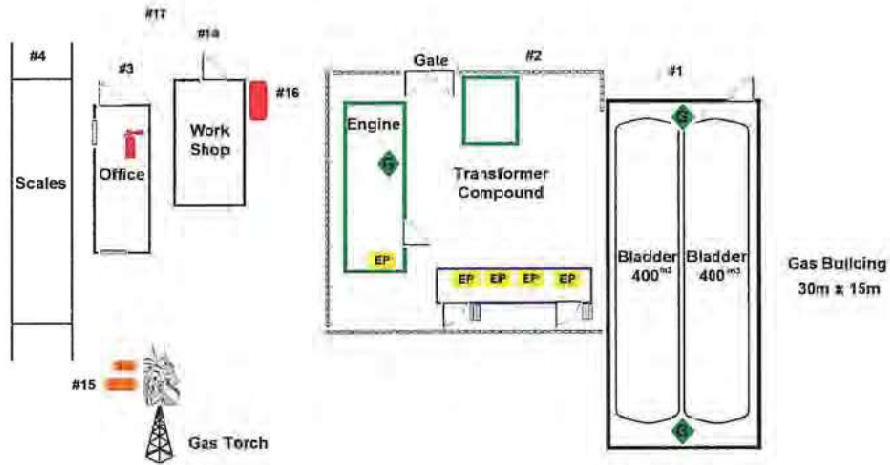 #17
#4
#3
Gate
#2
#1
#16
Engine
G
G
Work
Shop
Scales
Office
Transformer
Compound
Bladder
400m3
Bladder
400m3
Gas Building
30m x 15m
EP
EP
EP
EP
EP
#15
G
Gas Torch